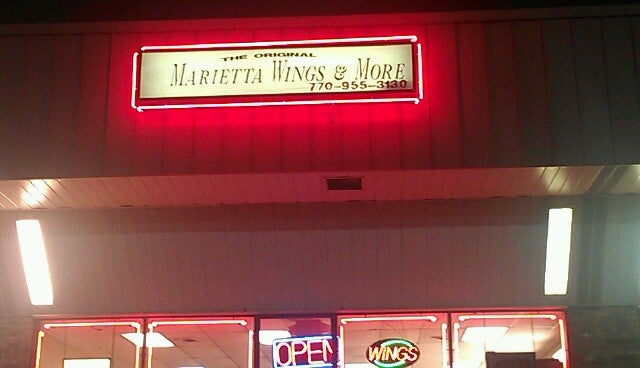 THE ORIGINAL
MARIETTA WINGS & MORE
770-955-3130
OPEN
WINGS